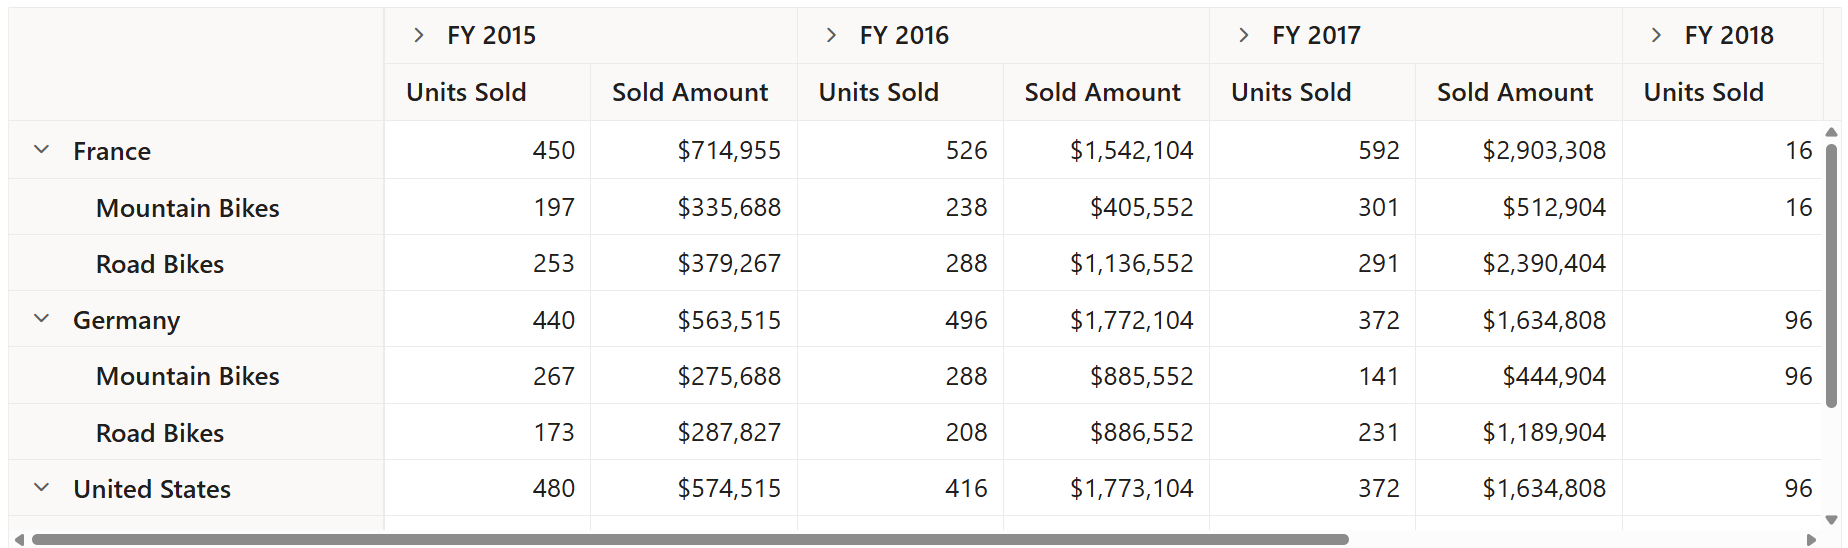 FY 2015 FY 2016 FY 2017 FY 2018
Units Sold Sold Amount Units Sold Sold Amount Units Sold Sold Amount Units Sold
France 450 $714,955 526 $1,542,104 592 $2,903,308 16
Mountain Bikes 197 $335,688 238 $405,552 301 $512,904 16
Road Bikes 253 $379,267 288 $1,136,552 291 $2,390,404
Germany 440 $563,515 496 $1,772,104 372 $1,634,808 96
Mountain Bikes 267 $275,688 288 $885,552 141 $444,904 96
Road Bikes 173 $287,827 208 $886,552 231 $1,189,904
United States 480 $574,515 416 $1,773,104 372 $1,634,808 96